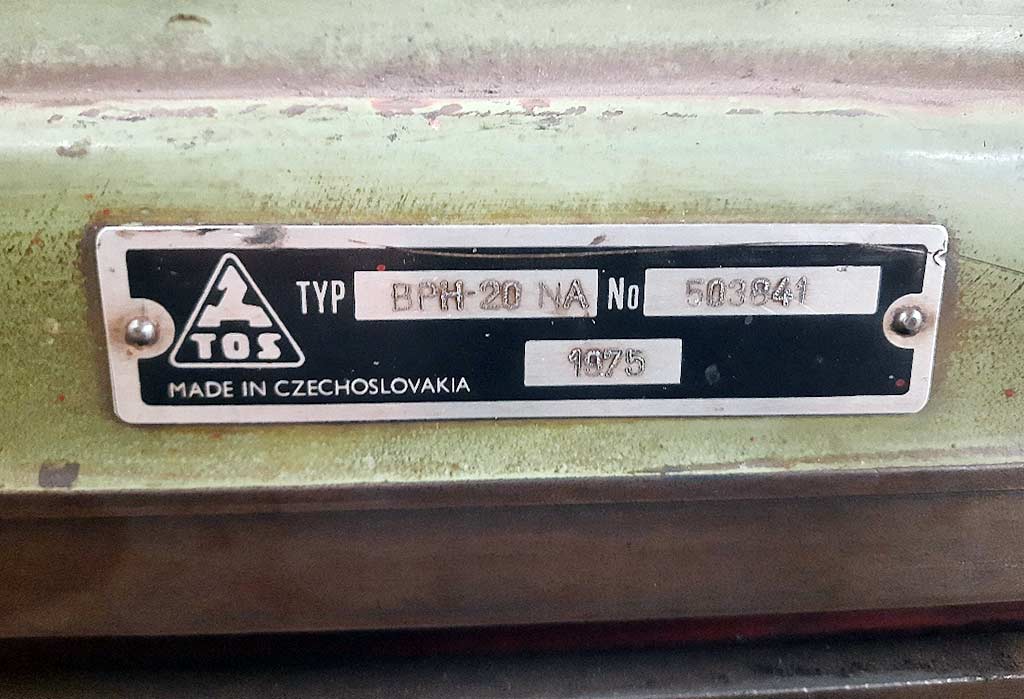 TOS
TYP BPH-20 NA No 503841
1975
MADE IN CZECHOSLOVAKIA